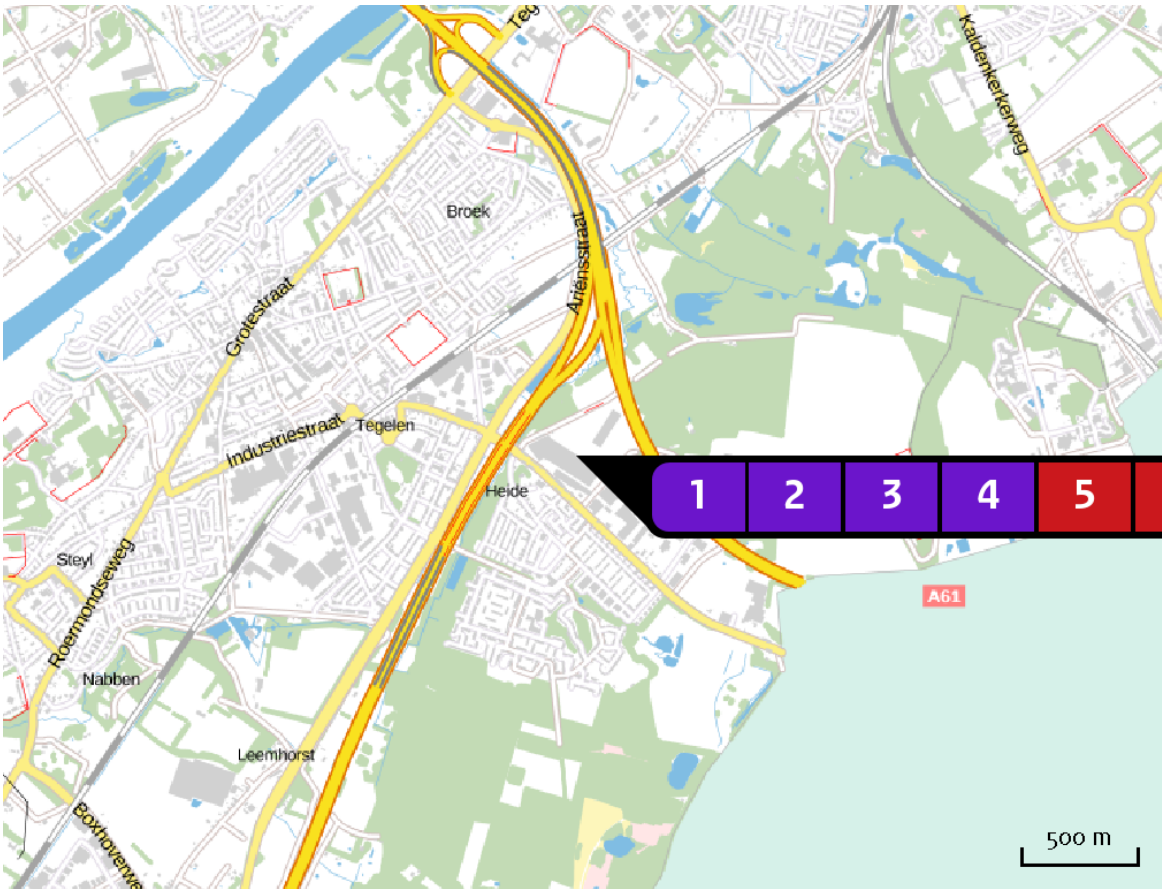 Teg
Kaldenkerkerweg
Broek
Ariënsstraat
Grotestraat
Industriestraat
Tegelen
Heide
1 2 3 4 5
Steyl
A61
Roermondseweg
Nabben
Leemhorst
Boxhoverwe
500 m